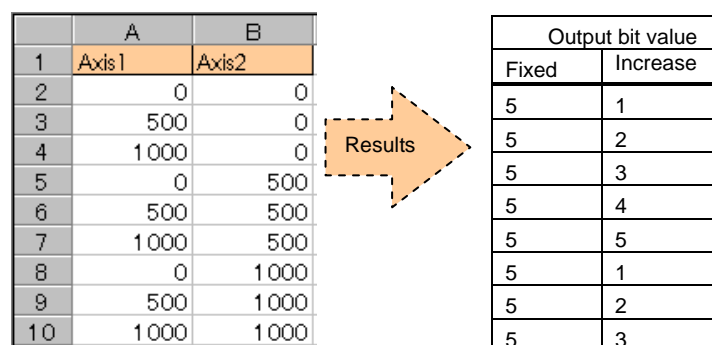 A B
1 Axis1 Axis2
2 0 0
3 500 0
4 1000 0
5 0 500
6 500 500
7 1000 500
8 0 1000
9 500 1000
10 1000 1000
Results
Output bit value
Fixed Increase
5 1
5 2
5 3
5 4
5 5
5 1
5 2
5 3